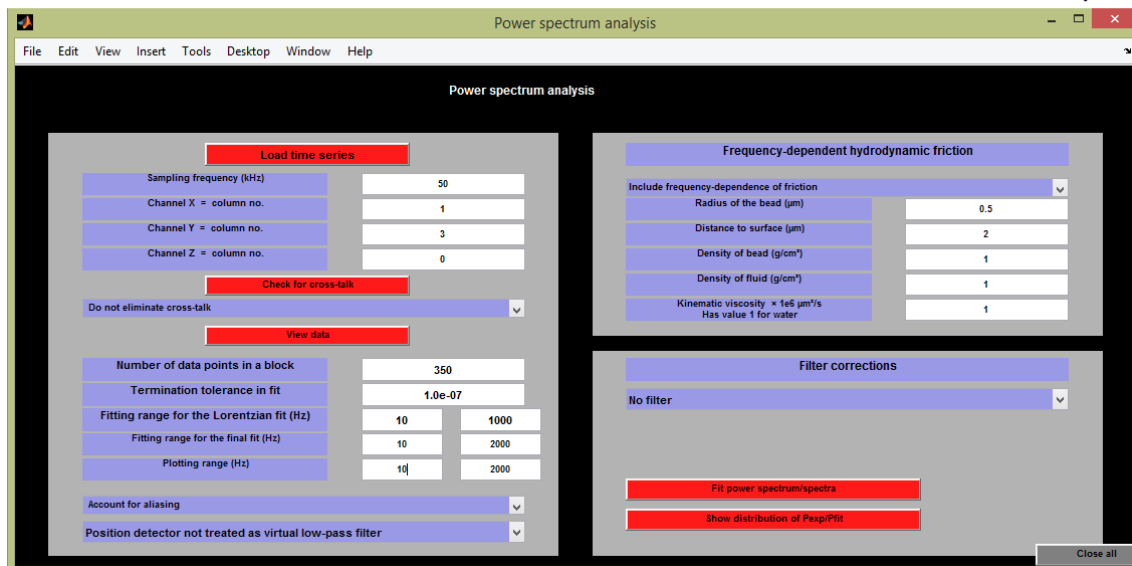 Power spectrum analysis
File Edit View Insert Tools Desktop Window Help
Power spectrum analysis
Load time series
Sampling frequency (kHz) 50
Channel X = column no. 1
Channel Y = column no. 3
Channel Z = column no. 0
Check for cross-talk
Do not eliminate cross-talk
View data
Number of data points in a block 350
Termination tolerance in fit 1.0e-07
Fitting range for the Lorentzian fit (Hz) 10 1000
Fitting range for the final fit (Hz) 10 2000
Plotting range (Hz) 10 2000
Account for aliasing
Position detector not treated as virtual low-pass filter
Frequency-dependent hydrodynamic friction
Include frequency-dependence of friction
Radius of the bead (µm) 0.5
Distance to surface (µm) 2
Density of bead (g/cm³) 1
Density of fluid (g/cm³) 1
Kinematic viscosity × 1e6 µm²/s
Has value 1 for water 1
Filter corrections
No filter
Fit power spectrum/spectra
Show distribution of Pexp/Pfit
Close all